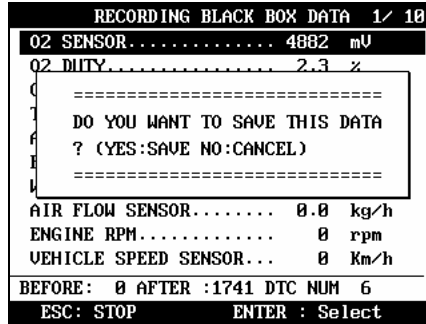 RECORDING BLACK BOX DATA 1/ 10
O2 SENSOR.............. 4882 mV
O2 DUTY................ 2.3 %
===============================
DO YOU WANT TO SAVE THIS DATA
? (YES:SAVE NO:CANCEL)
===============================
AIR FLOW SENSOR........ 0.0 kg/h
ENGINE RPM............. 0 rpm
VEHICLE SPEED SENSOR... 0 Km/h
BEFORE: 0 AFTER :1741 DTC NUM 6
ESC: STOP ENTER : Select